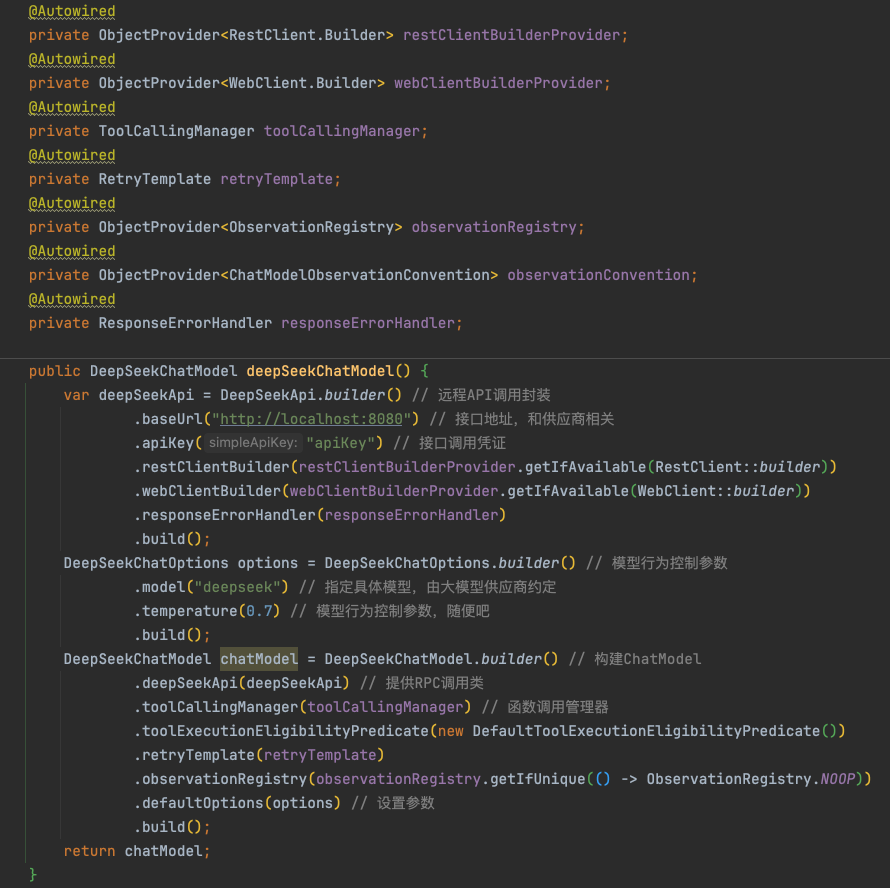 @Autowired
private ObjectProvider<RestClient.Builder> restClientBuilderProvider;
@Autowired
private ObjectProvider<WebClient.Builder> webClientBuilderProvider;
@Autowired
private ToolCallingManager toolCallingManager;
@Autowired
private RetryTemplate retryTemplate;
@Autowired
private ObjectProvider<ObservationRegistry> observationRegistry;
@Autowired
private ObjectProvider<ChatModelObservationConvention> observationConvention;
@Autowired
private ResponseErrorHandler responseErrorHandler;
public DeepSeekChatModel deepSeekChatModel() {
var deepSeekApi = DeepSeekApi.builder() // 远程API调用封装
.baseUrl("http://localhost:8080") // 接口地址，和供应商相关
.apiKey( simpleApiKey: "apiKey") // 接口调用凭证
.restClientBuilder(restClientBuilderProvider.getIfAvailable(RestClient::builder))
.webClientBuilder(webClientBuilderProvider.getIfAvailable(WebClient::builder))
.responseErrorHandler(responseErrorHandler)
.build();
DeepSeekChatOptions options = DeepSeekChatOptions.builder() // 模型行为控制参数
.model("deepseek") // 指定具体模型，由大模型供应商约定
.temperature(0.7) // 模型行为控制参数，随便吧
.build();
DeepSeekChatModel chatModel = DeepSeekChatModel.builder() // 构建ChatModel
.deepSeekApi(deepSeekApi) // 提供RPC调用类
.toolCallingManager(toolCallingManager) // 函数调用管理器
.toolExecutionEligibilityPredicate(new DefaultToolExecutionEligibilityPredicate())
.retryTemplate(retryTemplate)
.observationRegistry(observationRegistry.getIfUnique(() -> ObservationRegistry.NOOP))
.defaultOptions(options) // 设置参数
.build();
return chatModel;
}